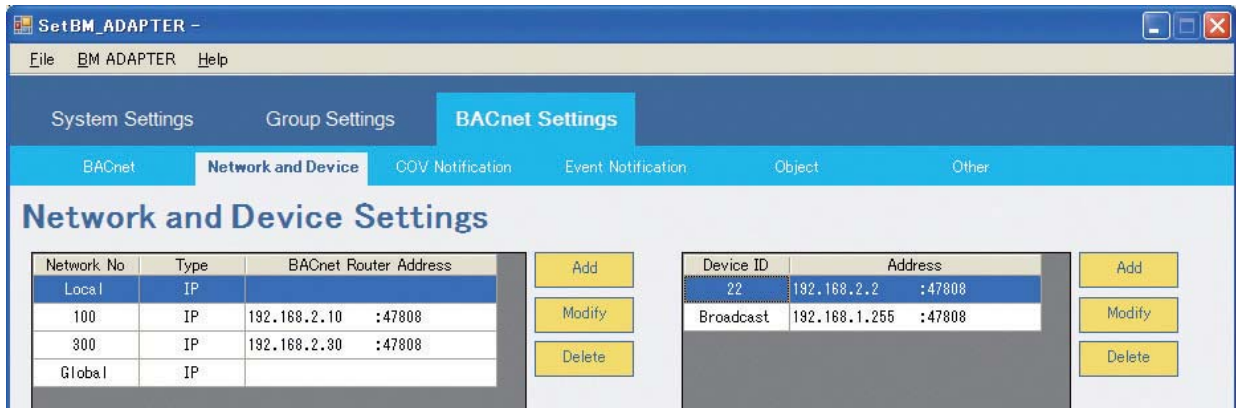 SetBM_ADAPTER -
File BM ADAPTER Help
System Settings Group Settings BACnet Settings
BACnet Network and Device COV Notification Event Notification Object Other
Network and Device Settings
Network No Type BACnet Router Address
Local IP
100 IP 192.168.2.10 :47808
300 IP 192.168.2.30 :47808
Global IP
Add
Modify
Delete
Device ID Address
22 192.168.2.2 :47808
Broadcast 192.168.1.255 :47808
Add
Modify
Delete